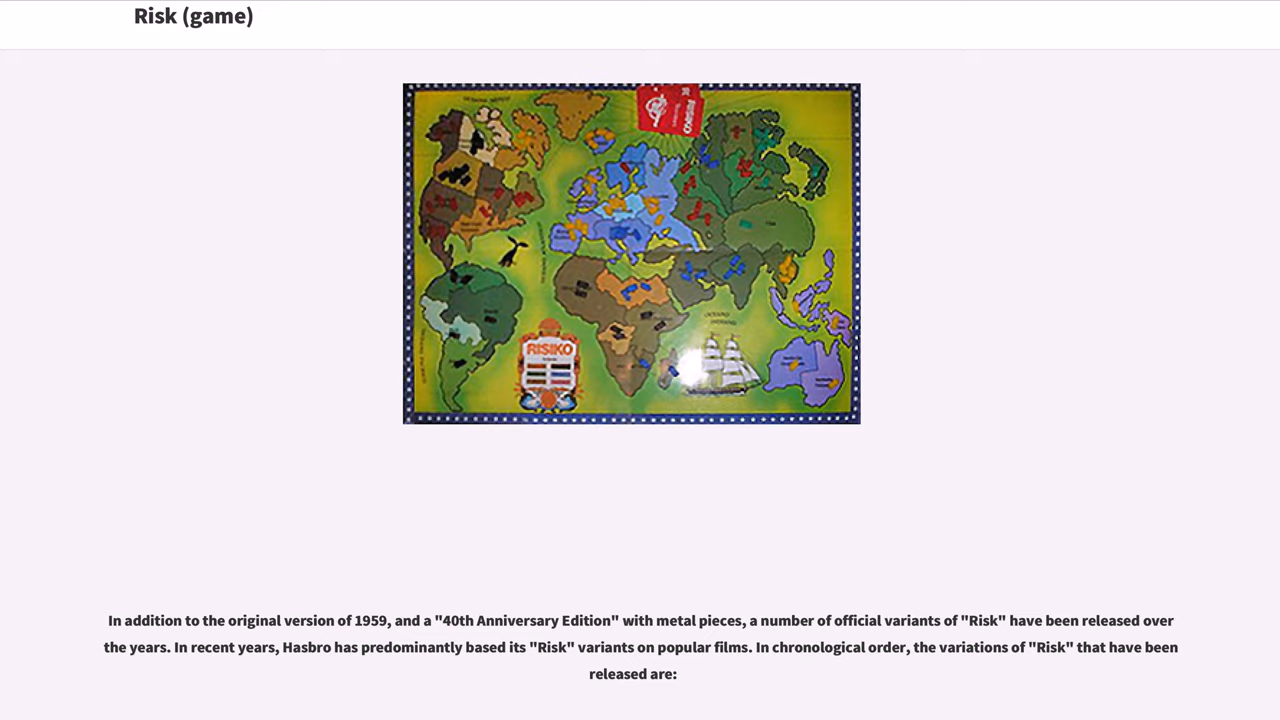 Risk (game)
RISIKO
RISIKO
In addition to the original version of 1959, and a "40th Anniversary Edition" with metal pieces, a number of official variants of "Risk" have been released over
the years. In recent years, Hasbro has predominantly based its "Risk" variants on popular films. In chronological order, the variations of "Risk" that have been
released are: